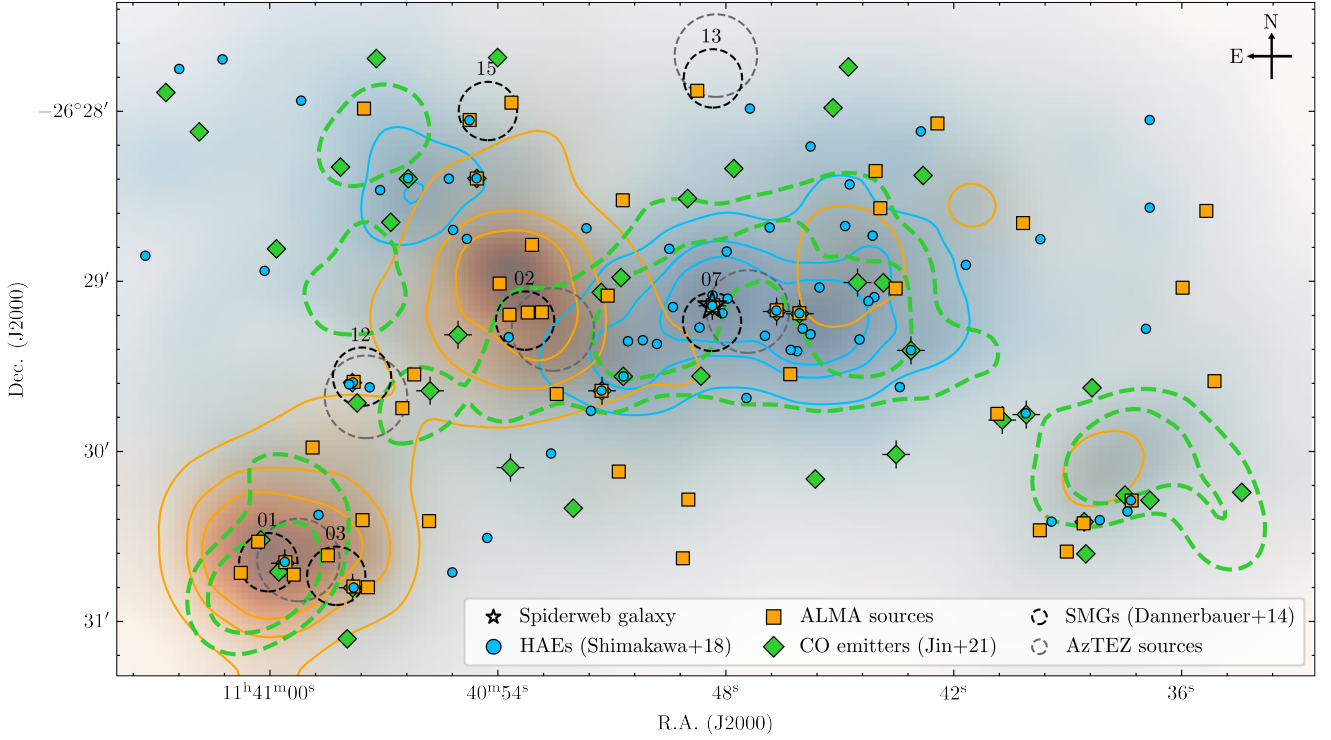 N
E
13
15
02
07
12
01
03
−26°28′
29′
30′
31′
Dec. (J2000)
Spiderweb galaxy
ALMA sources
SMGs (Dannerbauer+14)
HAEs (Shimakawa+18)
CO emitters (Jin+21)
AzTEZ sources
11ʰ41ᵐ00ˢ
40ᵐ54ˢ
48ˢ
42ˢ
36ˢ
R.A. (J2000)